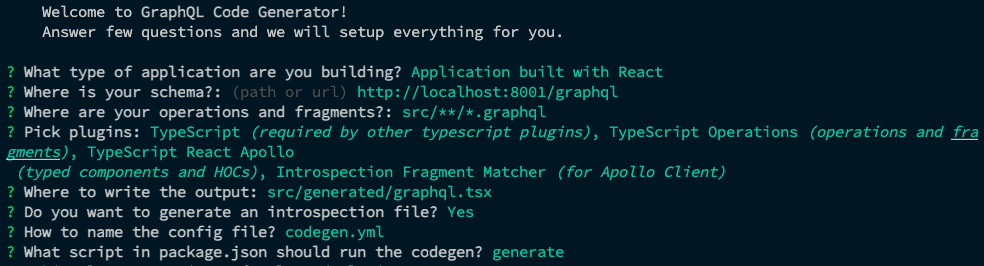 Welcome to GraphQL Code Generator!
Answer few questions and we will setup everything for you.
? What type of application are you building? Application built with React
? Where is your schema?: (path or url) http://localhost:8001/graphql
? Where are your operations and fragments?: src/**/*.graphql
? Pick plugins: TypeScript (required by other typescript plugins), TypeScript Operations (operations and fra
gments), TypeScript React Apollo
(typed components and HOCs), Introspection Fragment Matcher (for Apollo Client)
? Where to write the output: src/generated/graphql.tsx
? Do you want to generate an introspection file? Yes
? How to name the config file? codegen.yml
? What script in package.json should run the codegen? generate